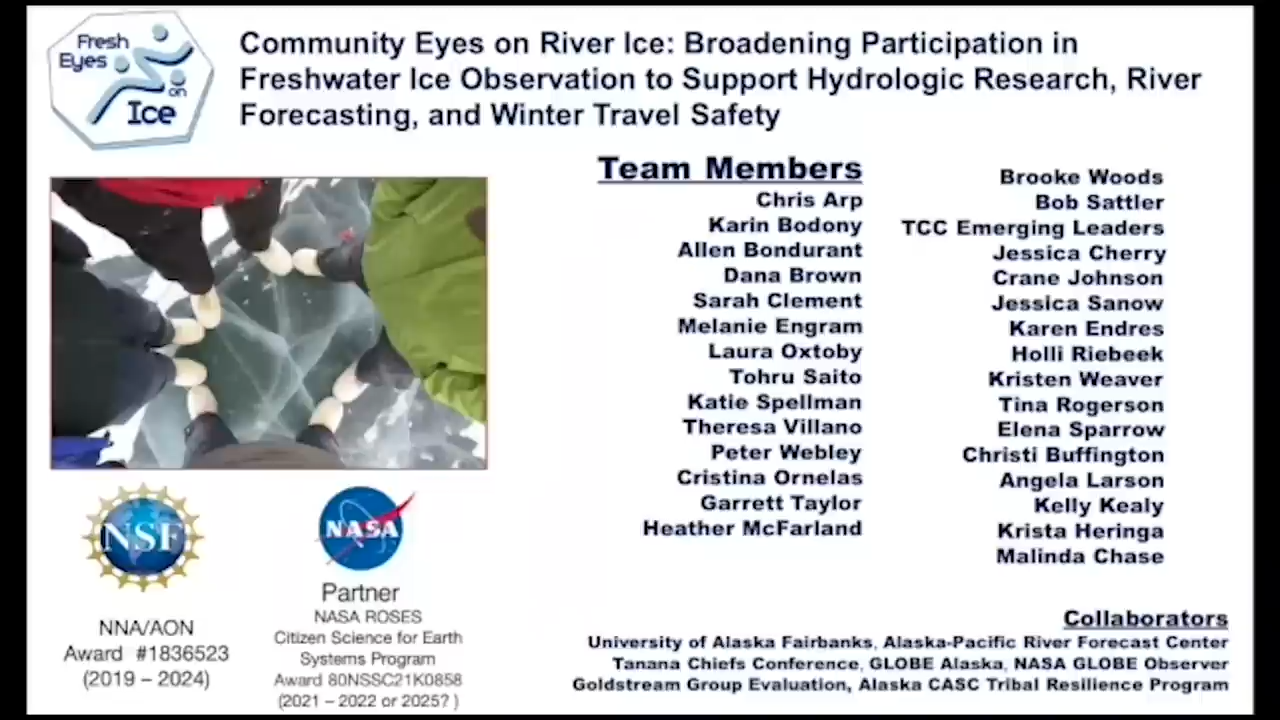 Fresh
Eyes
on
Ice
Community Eyes on River Ice: Broadening Participation in
Freshwater Ice Observation to Support Hydrologic Research, River
Forecasting, and Winter Travel Safety
Team Members
Chris Arp
Karin Bodony
Allen Bondurant
Dana Brown
Sarah Clement
Melanie Engram
Laura Oxtoby
Tohru Saito
Katie Spellman
Theresa Villano
Peter Webley
Cristina Ornelas
Garrett Taylor
Heather McFarland
Brooke Woods
Bob Sattler
TCC Emerging Leaders
Jessica Cherry
Crane Johnson
Jessica Sanow
Karen Endres
Holli Riebeek
Kristen Weaver
Tina Rogerson
Elena Sparrow
Christi Buffington
Angela Larson
Kelly Kealy
Krista Heringa
Malinda Chase
NSF
NNA/AON
Award #1836523
(2019 – 2024)
NASA
Partner
NASA ROSES
Citizen Science for Earth
Systems Program
Award 80NSSC21K0858
(2021 – 2022 or 2025? )
Collaborators
University of Alaska Fairbanks, Alaska-Pacific River Forecast Center
Tanana Chiefs Conference, GLOBE Alaska, NASA GLOBE Observer
Goldstream Group Evaluation, Alaska CASC Tribal Resilience Program